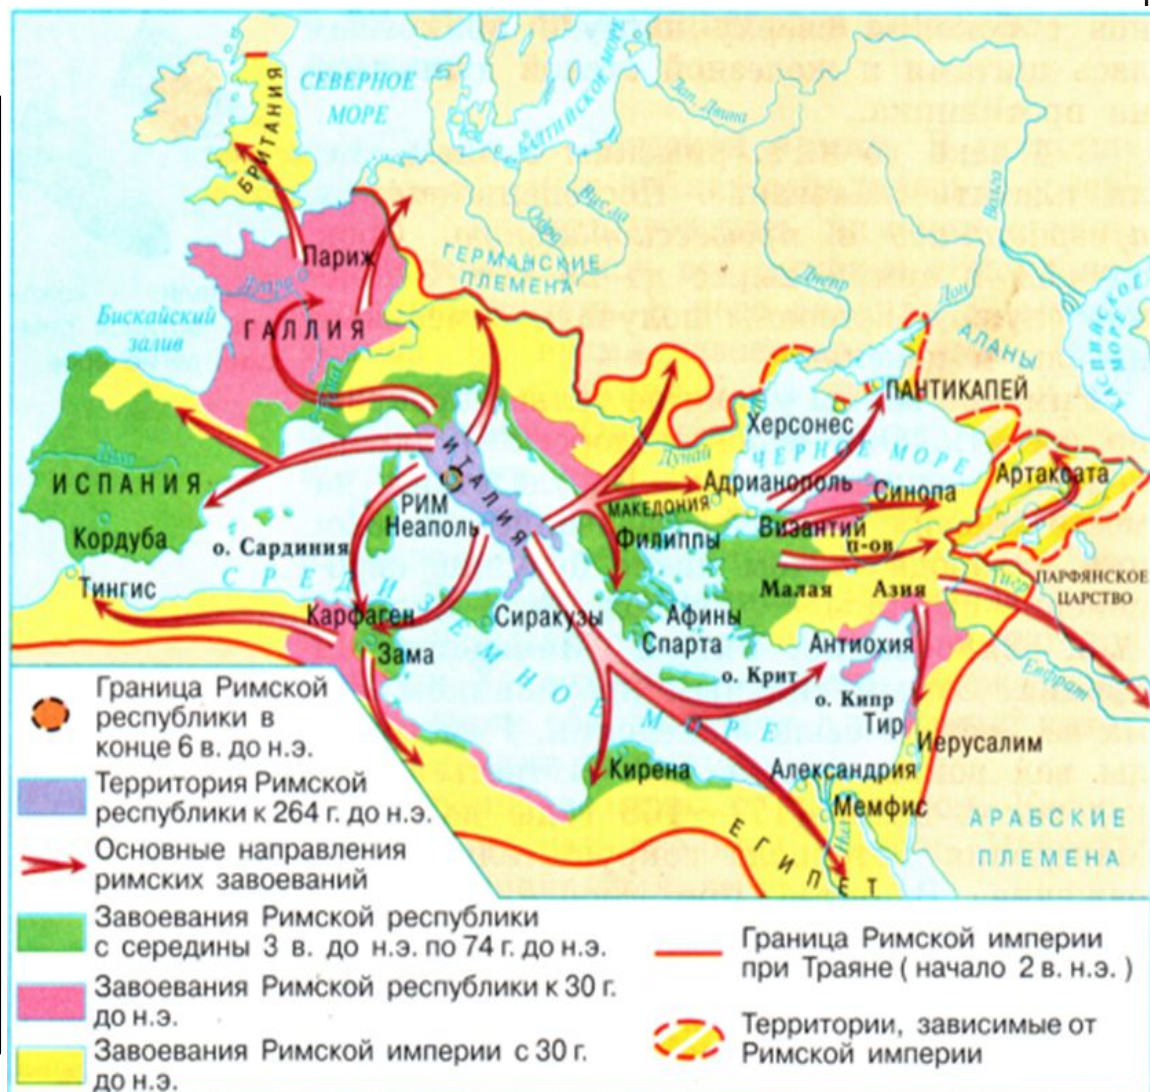 СЕВЕРНОЕ
МОРЕ
БАЛТИЙСКОЕ МОРЕ
Зап. Двина
Волга
БРИТАНИЯ
Висла
Одра
Париж
ГЕРМАНСКИЕ
ПЛЕМЕНА
Днепр
Дон
Луара
Бискайский
залив
ГАЛЛИЯ
АЛАНЫ
КАСПИЙСКОЕ
МОРЕ
ПАНТИКАПЕЙ
Херсонес
ИТАЛИЯ
Дунай
ЧЁРНОЕ МОРЕ
ИСПАНИЯ
Адрианополь
Артаксата
Синопа
РИМ
Неаполь
МАКЕДОНИЯ
Византий
п-ов
Кордуба
о. Сардиния
Филиппы
Малая Азия
Тигр
ПАРФЯНСКОЕ
ЦАРСТВО
Тингис
СРЕДИЗЕМНОЕ МОРЕ
Карфаген
Сиракузы
Афины
Спарта
Антиохия
Зама
о. Крит
о. Кипр
Евфрат
Тир
Иерусалим
Кирена
Александрия
Мемфис
Нил
ЕГИПЕТ
АРАБСКИЕ
ПЛЕМЕНА
Граница Римской
республики в
конце 6 в. до н.э.
Территория Римской
республики к 264 г. до н.э.
Основные направления
римских завоеваний
Завоевания Римской республики
с середины 3 в. до н.э. по 74 г. до н.э.
Завоевания Римской республики к 30 г.
до н.э.
Завоевания Римской империи с 30 г.
до н.э.
Граница Римской империи
при Траяне ( начало 2 в. н.э. )
Территории, зависимые от
Римской империи